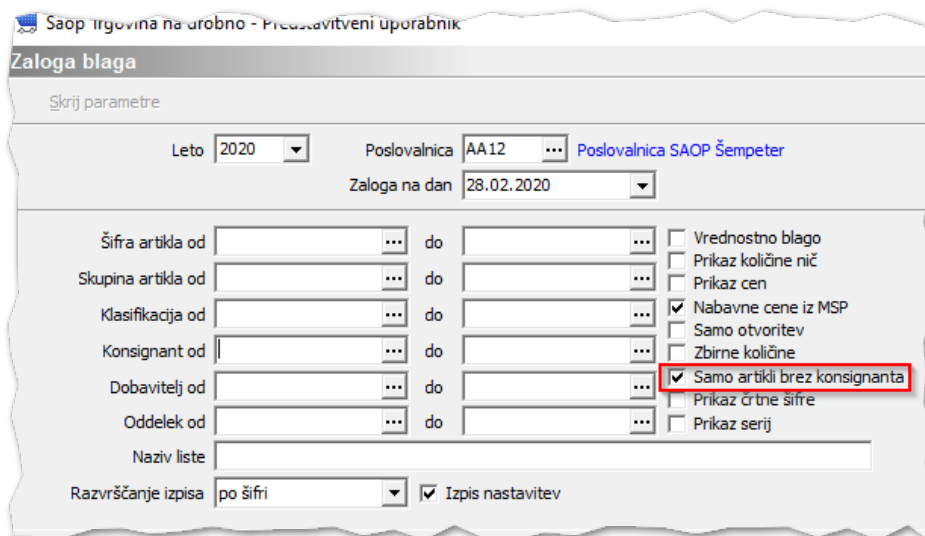 Saop Trgovina na drobno - Predstavitveni uporabnik
Zaloga blaga
Skrij parametre
Leto 2020 Poslovalnica AA12 ... Poslovalnica SAOP Šempeter
Zaloga na dan 28.02.2020
Šifra artikla od ... do ... Vrednostno blago
Prikaz količine nič
Skupina artikla od ... do ... Prikaz cen
Klasifikacija od ... do ... Nabavne cene iz MSP
Samo otvoritev
Konsignant od ... do ... Zbirne količine
Dobavitelj od ... do ... Samo artikli brez konsignanta
Prikaz črtne šifre
Oddelek od ... do ... Prikaz serij
Naziv liste
Razvrščanje izpisa po šifri Izpis nastavitev